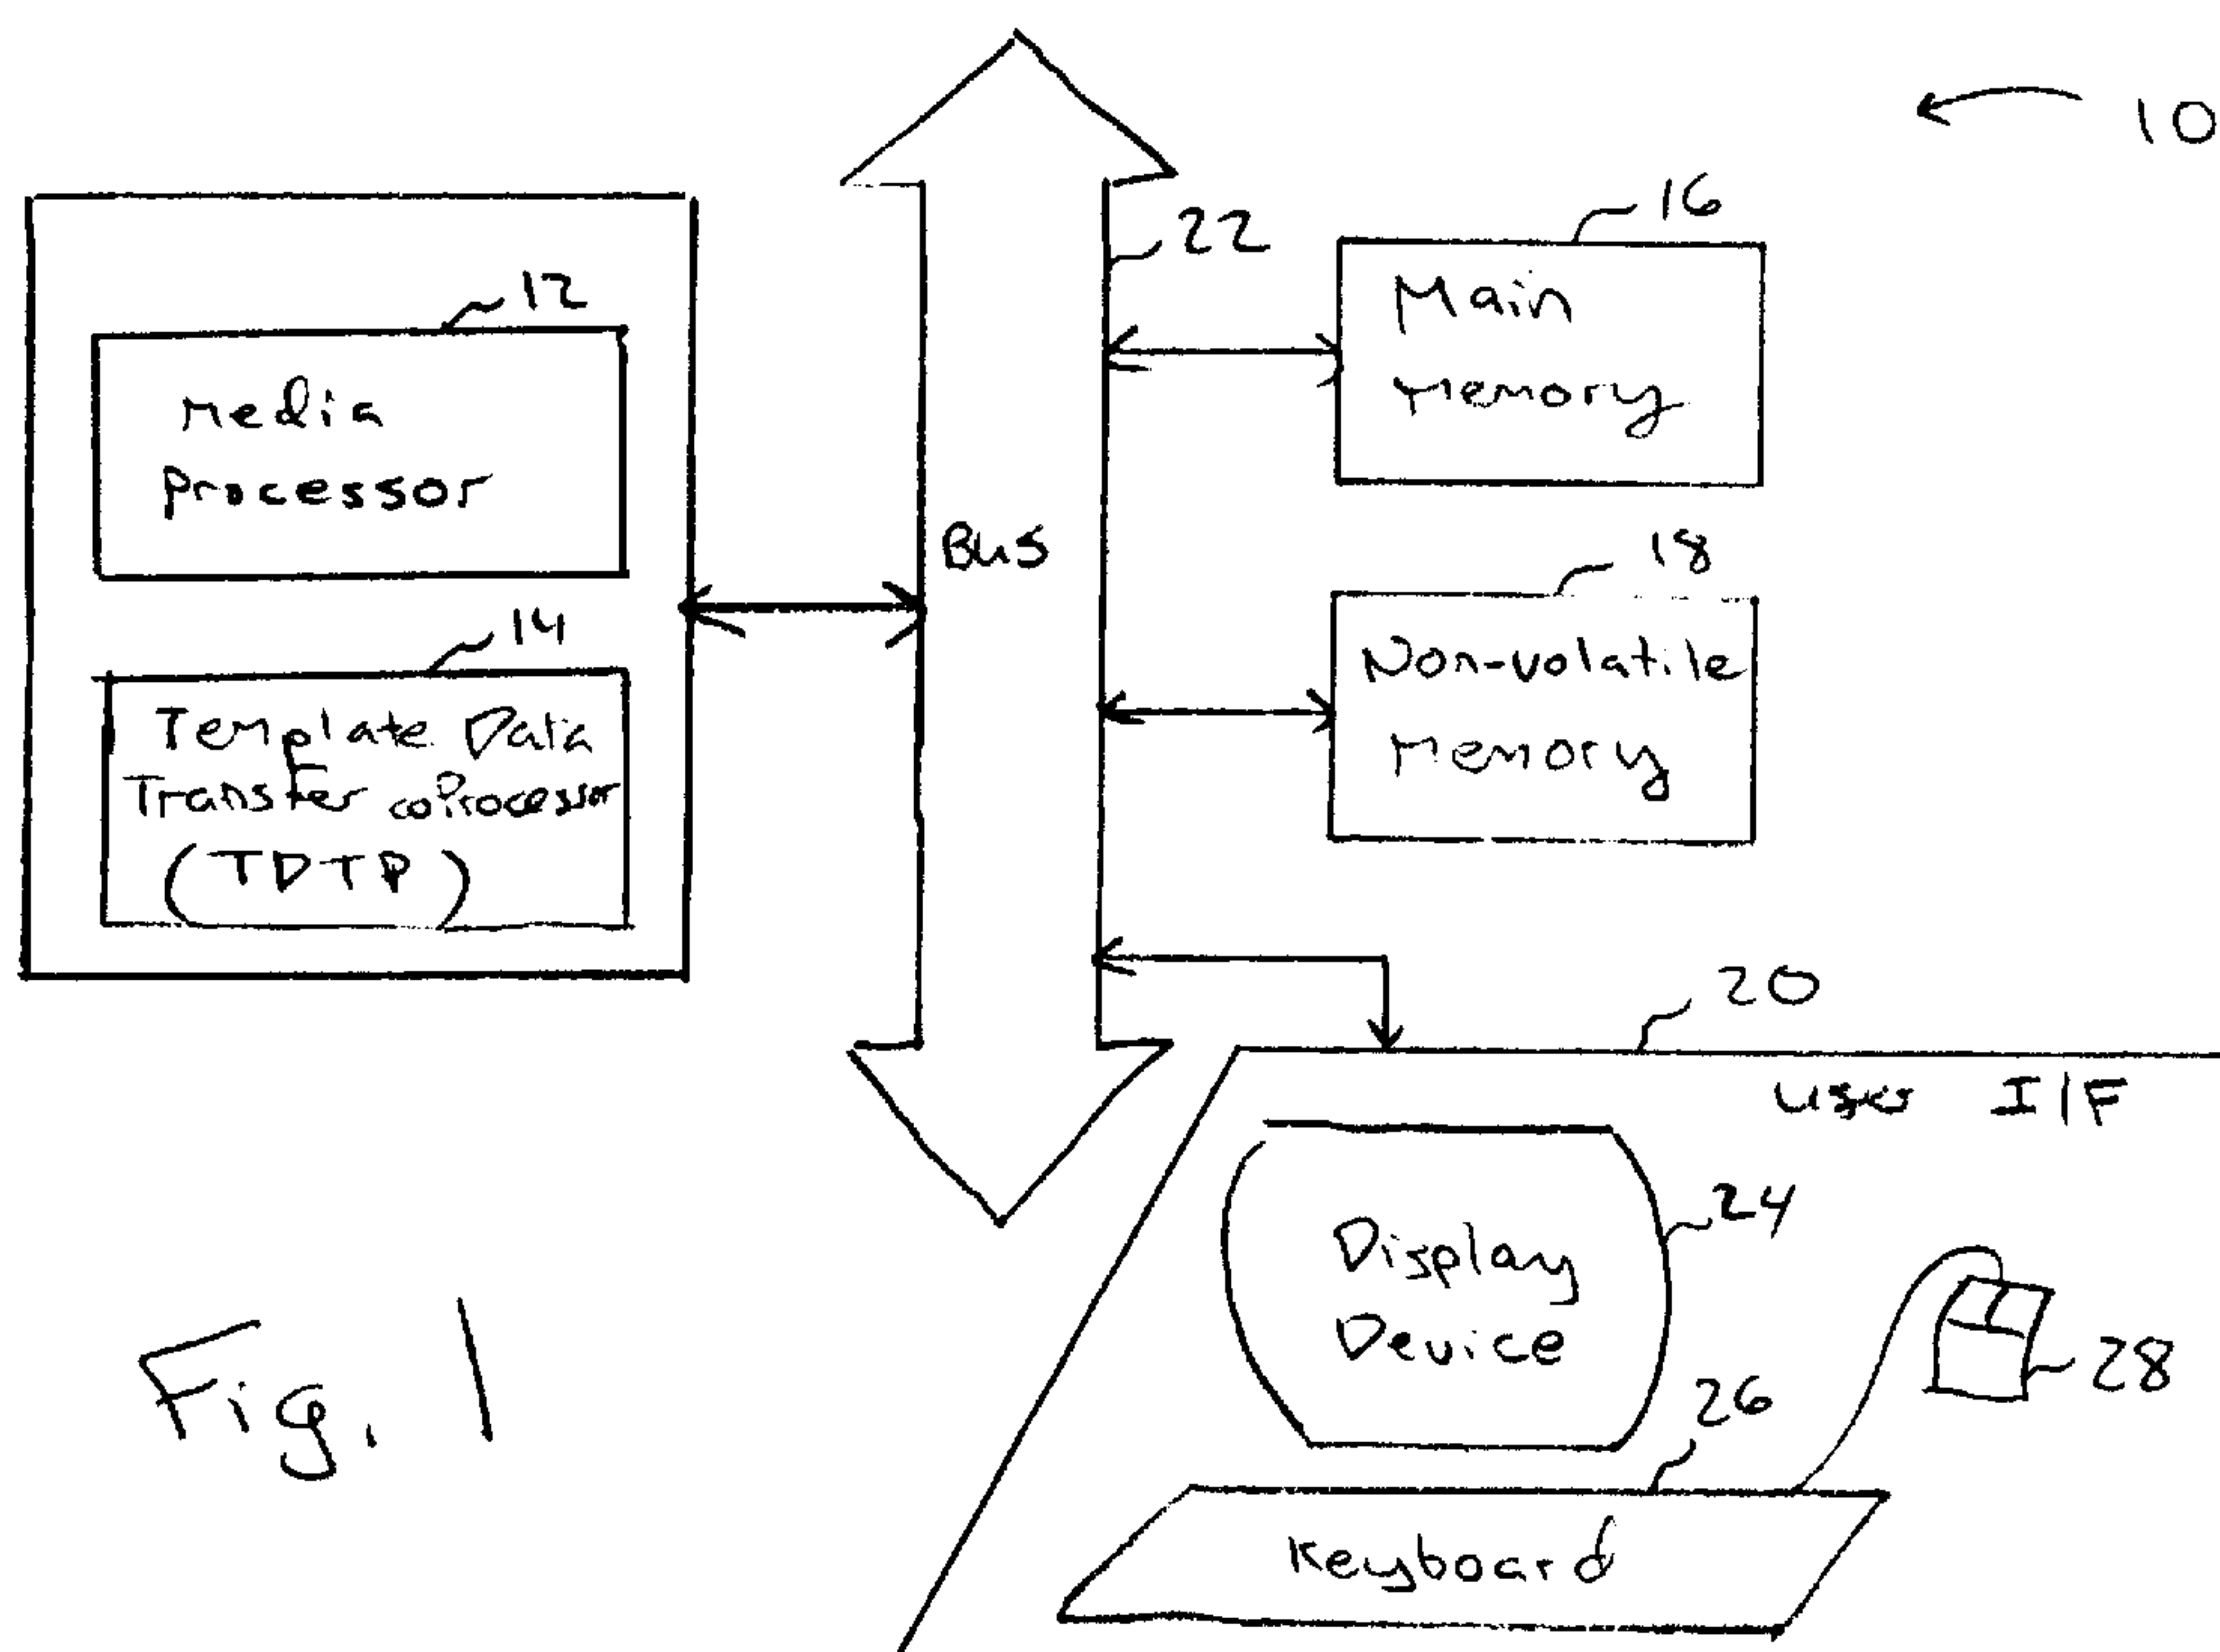 10
12
Media
Processor
14
Template Data
Transfer coProcessor
(TDTP)
Bus
22
16
Main
Memory
18
Non-volatile
Memory
20
User I/F
24
Display
Device
26
28
Keyboard
Fig. 1